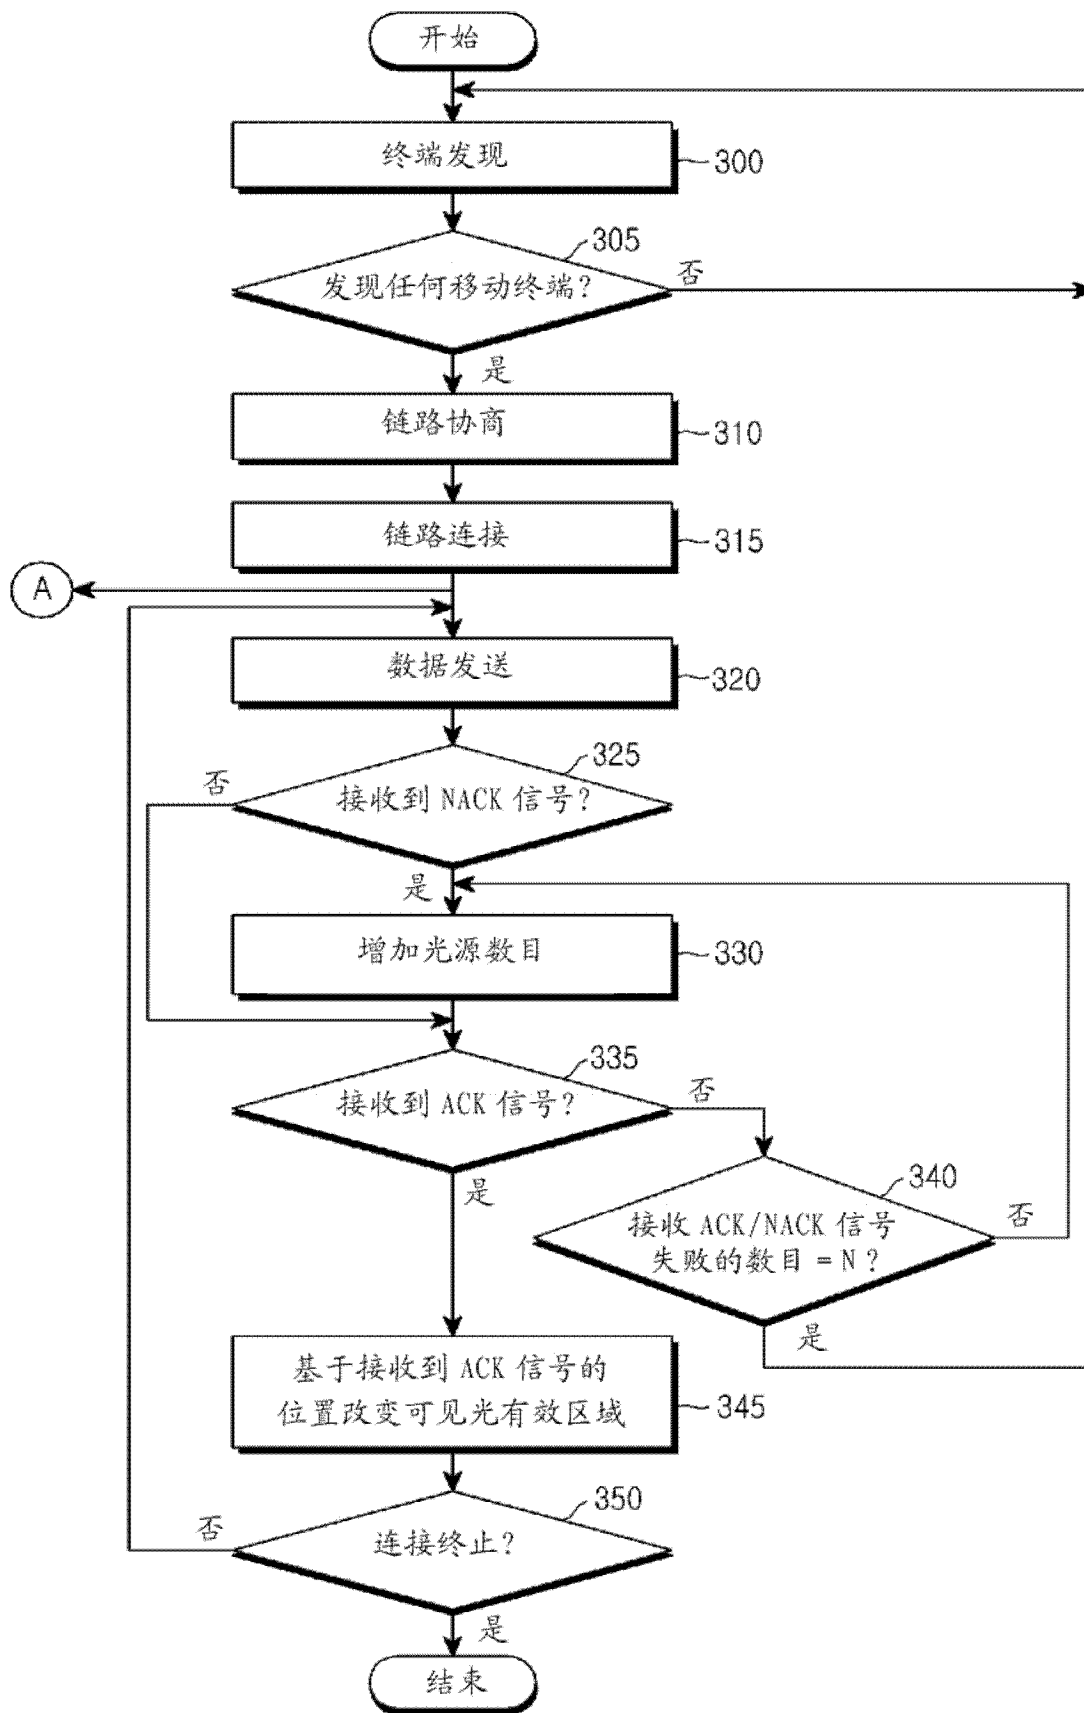 开始
终端发现
300
305
发现任何移动终端?
否
是
链路协商
310
链路连接
315
A
数据发送
320
325
否
接收到 NACK 信号?
是
增加光源数目
330
335
接收到 ACK 信号?
否
是
340
接收 ACK/NACK 信号
失败的数目 = N ?
否
是
基于接收到 ACK 信号的
位置改变可见光有效区域
345
350
否
连接终止?
是
结束